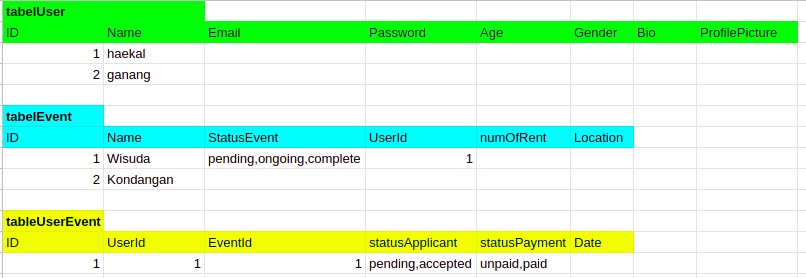 tabelUser
ID Name Email Password Age Gender Bio ProfilePicture
1 haekal
2 ganang
tabelEvent
ID Name StatusEvent UserId numOfRent Location
1 Wisuda pending,ongoing,complete 1
2 Kondangan
tableUserEvent
ID UserId EventId statusApplicant statusPayment Date
1 1 1 pending,accepted unpaid,paid